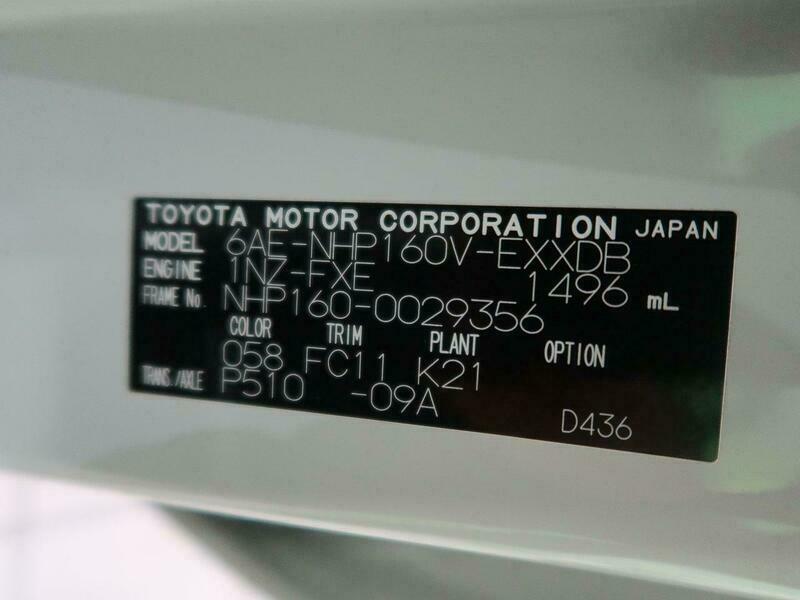 TOYOTA MOTOR CORPORATION JAPAN
MODEL 6AE-NHP160V-EXXDB
ENGINE 1NZ-FXE 1496 mL
FRAME No. NHP160-0029356
COLOR TRIM PLANT OPTION
058 FC11 K21
TRANS./AXLE P510 -09A
D436